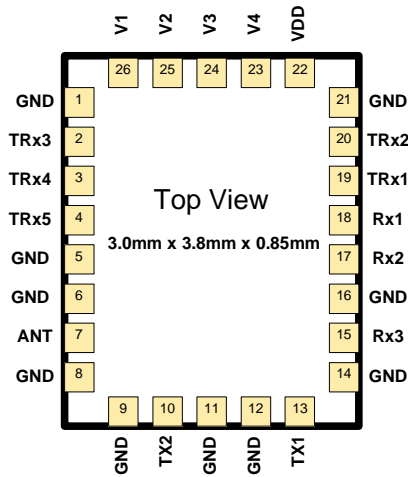 V1 V2 V3 V4 VDD
26 25 24 23 22
GND 1 21 GND
TRx3 2 20 TRx2
TRx4 3 19 TRx1
TRx5 4 18 Rx1
GND 5 17 Rx2
GND 6 16 GND
ANT 7 15 Rx3
GND 8 14 GND
Top View
3.0mm x 3.8mm x 0.85mm
9 10 11 12 13
GND TX2 GND GND TX1